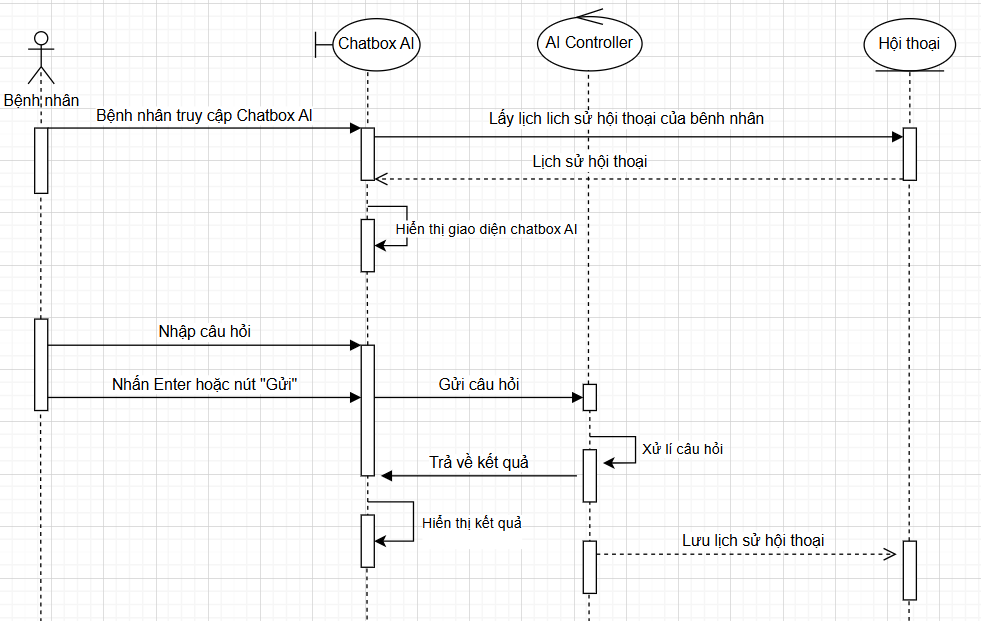 Chatbox AI
AI Controller
Hội thoại
Bệnh nhân
Bệnh nhân truy cập Chatbox AI
Lấy lịch lich sử hội thoại của bênh nhân
Lịch sử hội thoại
Hiển thị giao diện chatbox AI
Nhập câu hỏi
Nhấn Enter hoặc nút "Gửi"
Gửi câu hỏi
Xử lí câu hỏi
Trả về kết quả
Hiển thị kết quả
Lưu lịch sử hội thoại